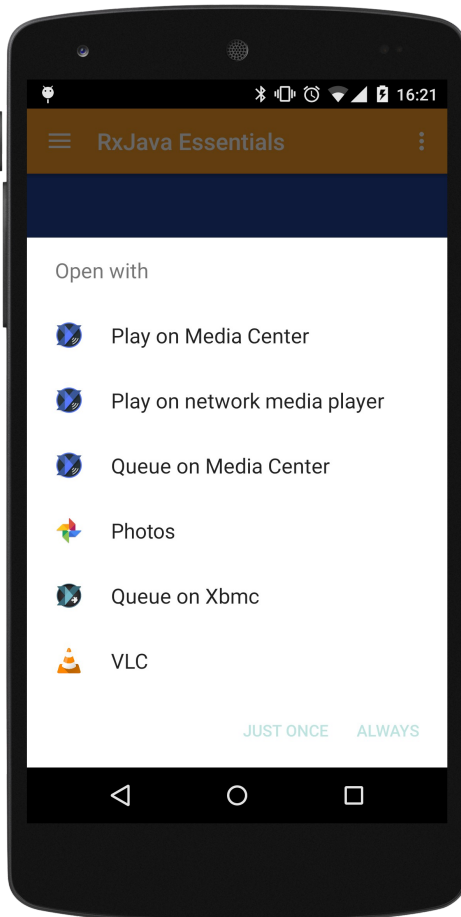 16:21
RxJava Essentials
Open with
Play on Media Center
Play on network media player
Queue on Media Center
Photos
Queue on Xbmc
VLC
JUST ONCE ALWAYS